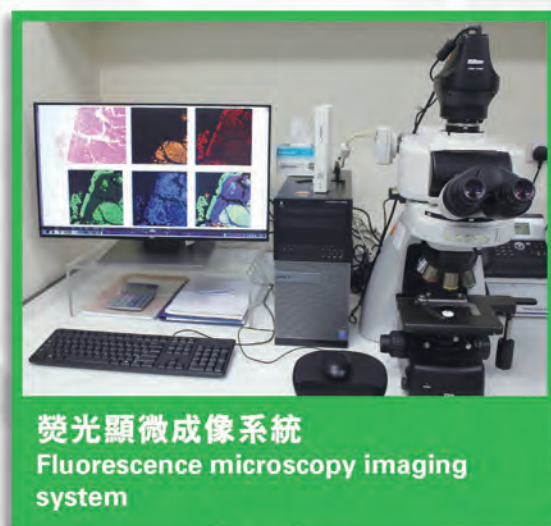 熒光顯微成像系統
Fluorescence microscopy imaging
system